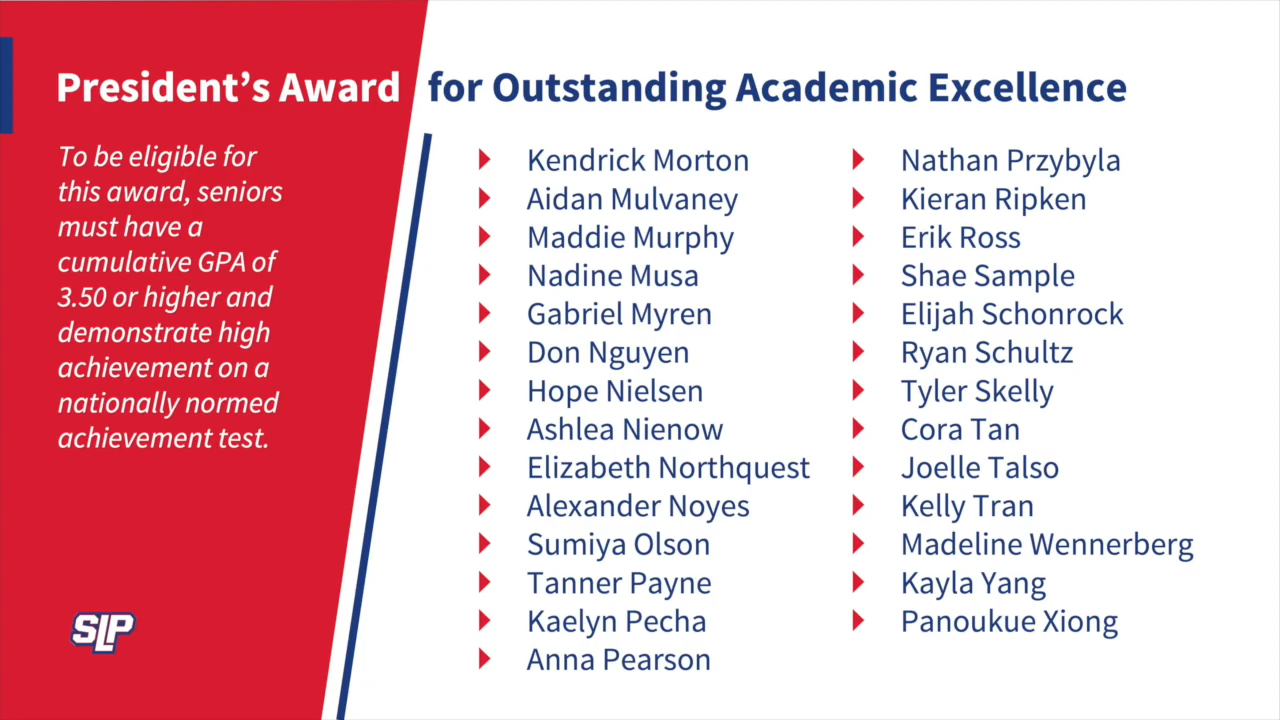 President's Award for Outstanding Academic Excellence
To be eligible for
this award, seniors
must have a
cumulative GPA of
3.50 or higher and
demonstrate high
achievement on a
nationally normed
achievement test.
SLP
Kendrick Morton
Aidan Mulvaney
Maddie Murphy
Nadine Musa
Gabriel Myren
Don Nguyen
Hope Nielsen
Ashlea Nienow
Elizabeth Northquest
Alexander Noyes
Sumiya Olson
Tanner Payne
Kaelyn Pecha
Anna Pearson
Nathan Przybyla
Kieran Ripken
Erik Ross
Shae Sample
Elijah Schonrock
Ryan Schultz
Tyler Skelly
Cora Tan
Joelle Talso
Kelly Tran
Madeline Wennerberg
Kayla Yang
Panoukue Xiong